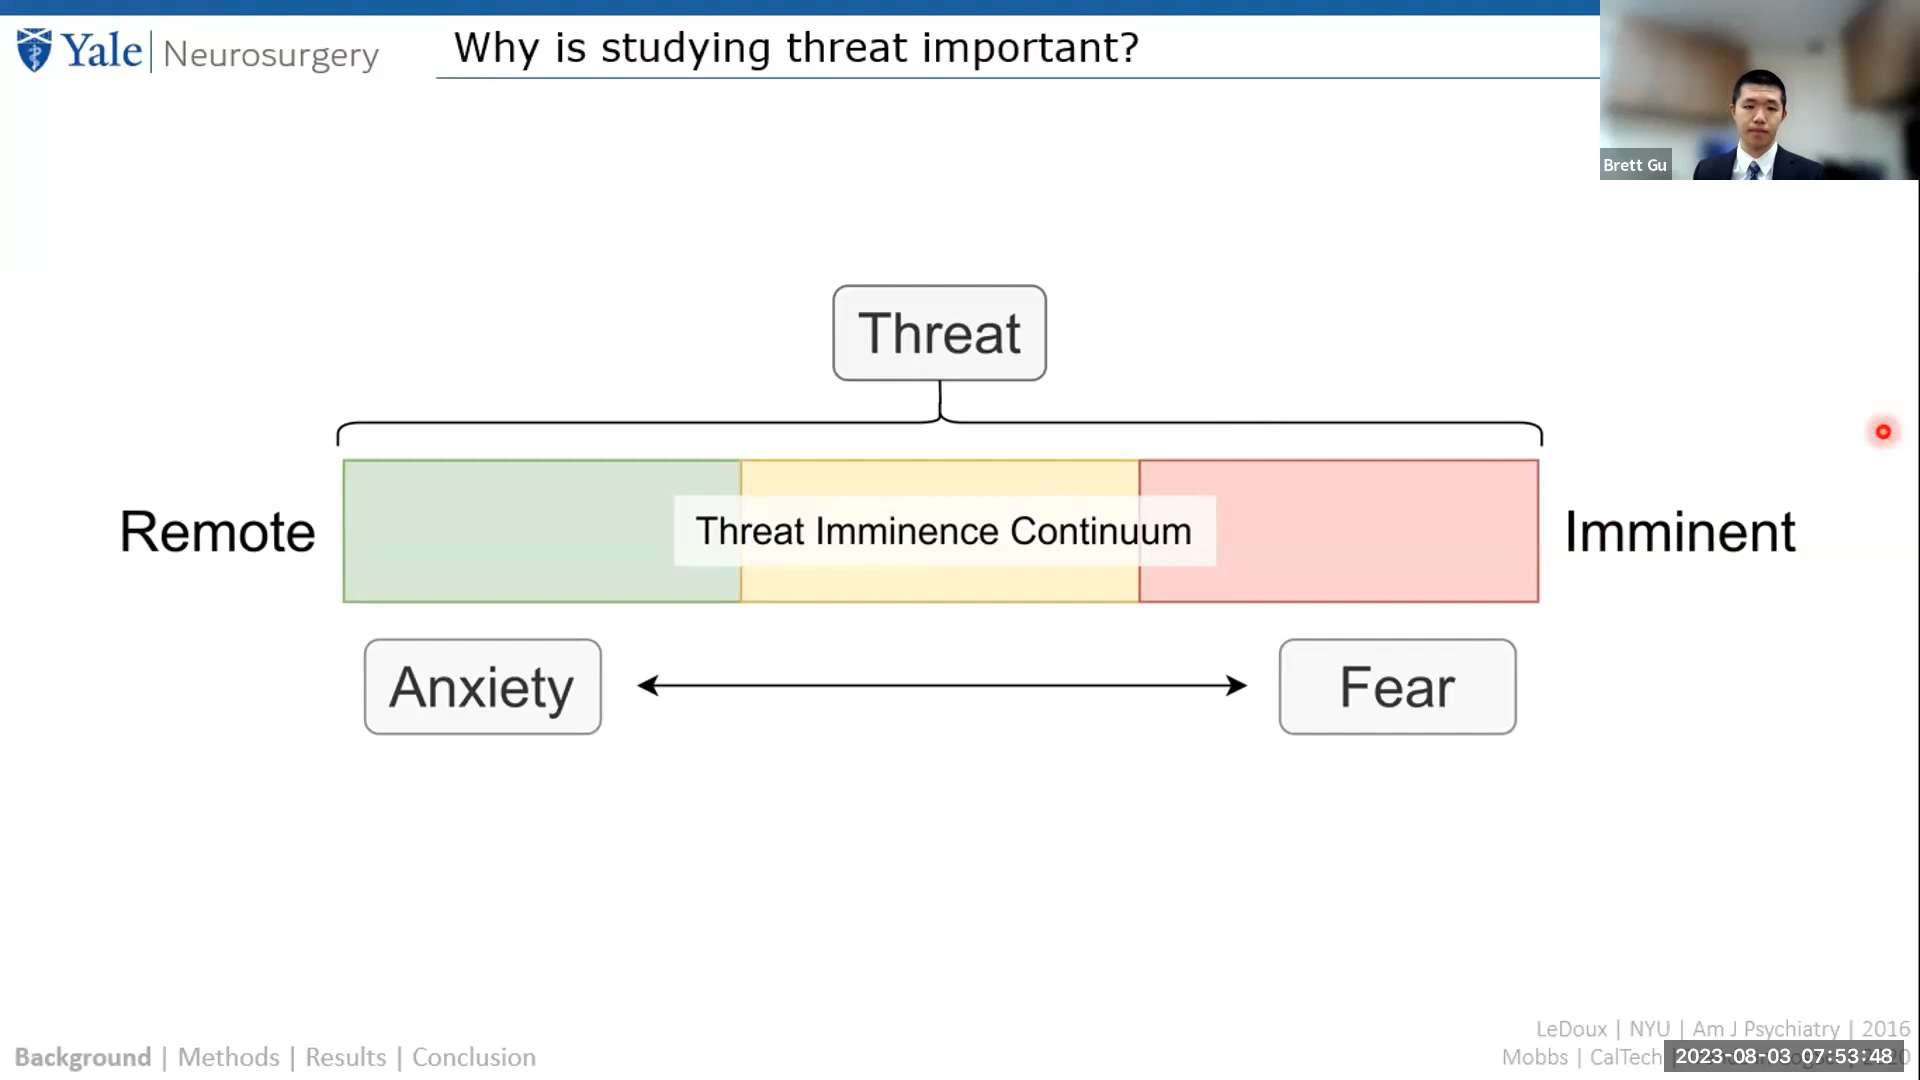 Yale | Neurosurgery
Why is studying threat important?
Brett Gu
Threat
Remote
Threat Imminence Continuum
Imminent
Anxiety
Fear
LeDoux | NYU | Am J Psychiatry | 2016
Background | Methods | Results | Conclusion
Mobbs | CalTech
2023-08-03 07:53:48